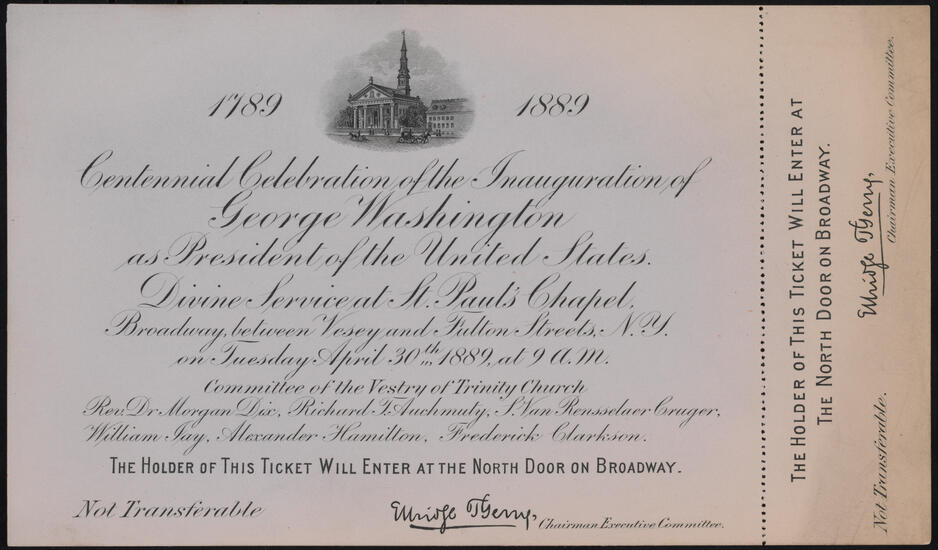 1789 1889
Centennial Celebration of the Inauguration of
George Washington
as President of the United States.
Divine Service at St. Paul's Chapel,
Broadway, between Vesey and Fulton Streets, N.Y.
on Tuesday April 30th, 1889, at 9 A.M.
Committee of the Vestry of Trinity Church
Rev. Dr. Morgan Dix, Richard T. Auchmuty, S. Van Rensselaer Cruger,
William Jay, Alexander Hamilton, Frederick Clarkson.
THE HOLDER OF THIS TICKET WILL ENTER AT THE NORTH DOOR ON BROADWAY.
Not Transferable Elbridge T. Gerry, Chairman Executive Committee.
THE HOLDER OF THIS TICKET WILL ENTER AT
THE NORTH DOOR ON BROADWAY.
Elbridge T. Gerry,
Not Transferable. Chairman Executive Committee.